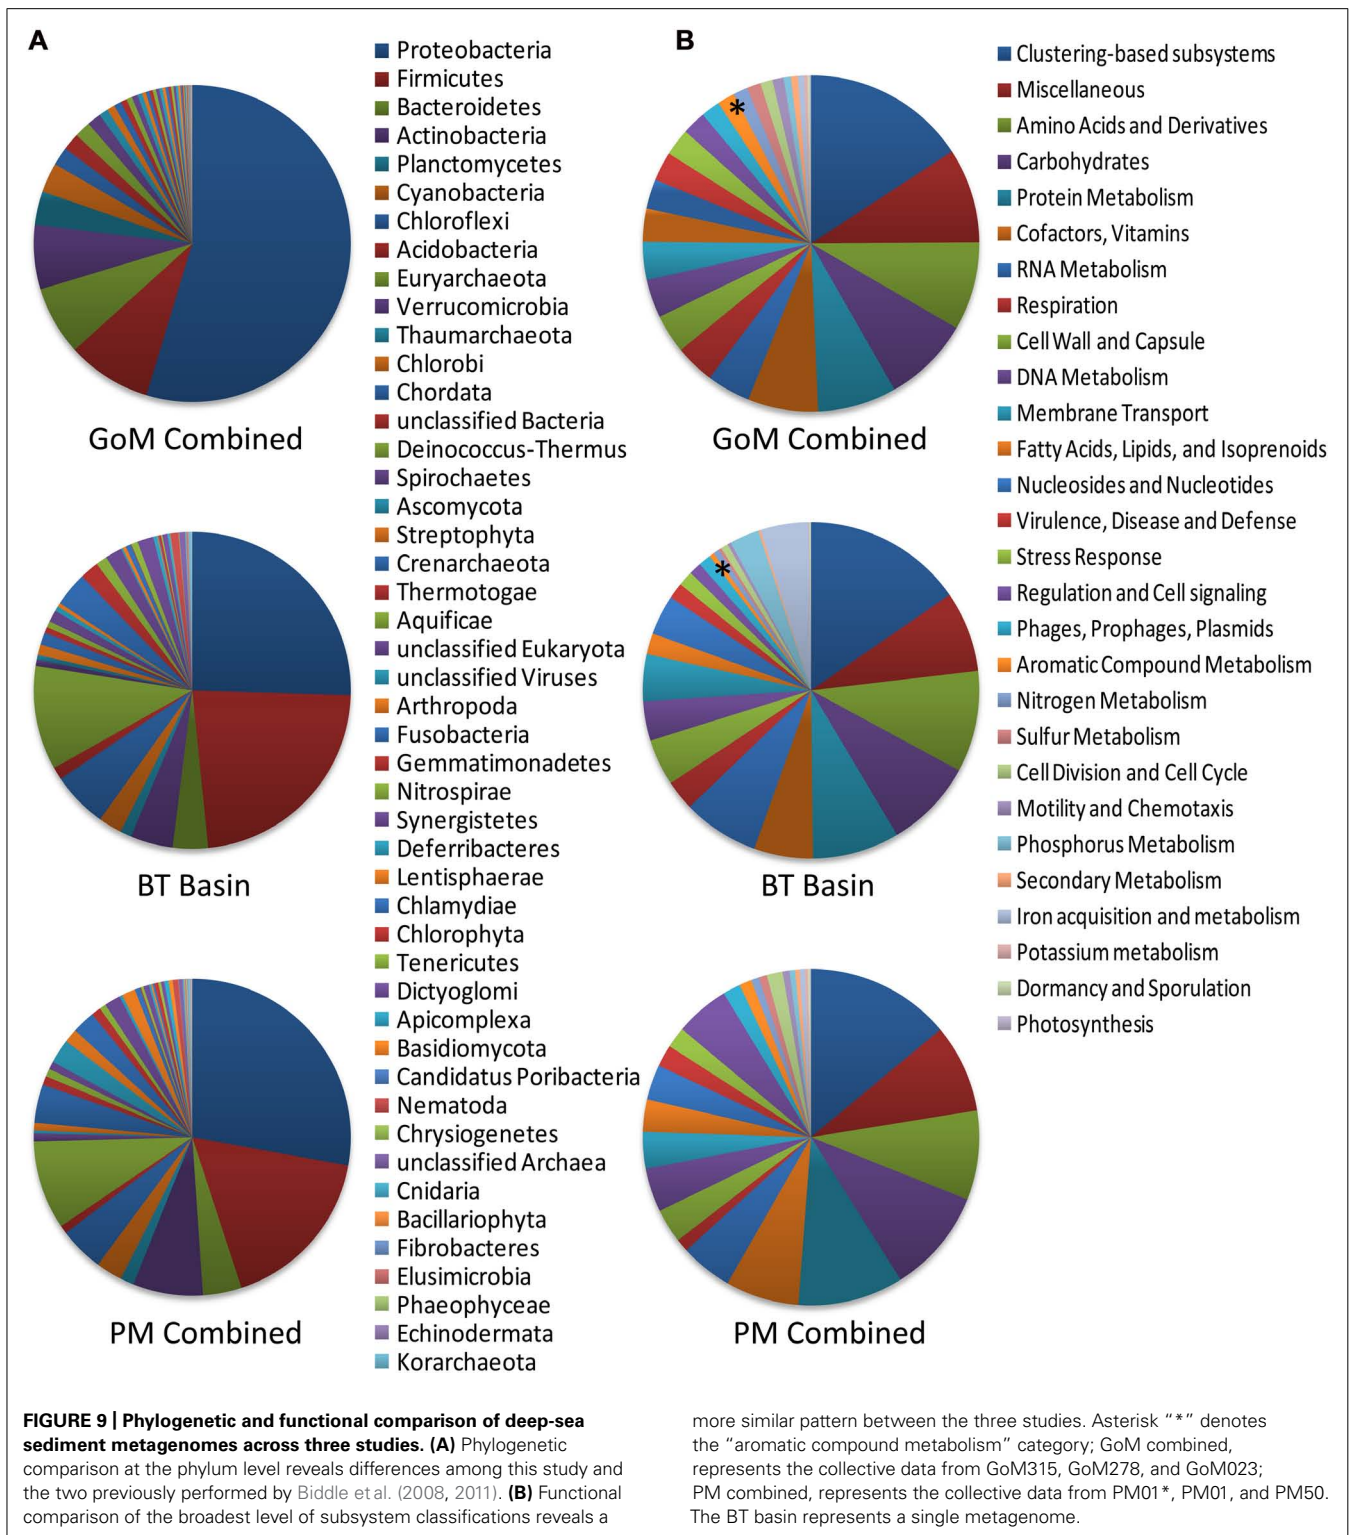 A
Proteobacteria
Firmicutes
Bacteroidetes
Actinobacteria
Planctomycetes
Cyanobacteria
Chloroflexi
Acidobacteria
Euryarchaeota
Verrucomicrobia
Thaumarchaeota
Chlorobi
Chordata
unclassified Bacteria
Deinococcus-Thermus
Spirochaetes
Ascomycota
Streptophyta
Crenarchaeota
Thermotogae
Aquificae
unclassified Eukaryota
unclassified Viruses
Arthropoda
Fusobacteria
Gemmatimonadetes
Nitrospirae
Synergistetes
Deferribacteres
Lentisphaerae
Chlamydiae
Chlorophyta
Tenericutes
Dictyoglomi
Apicomplexa
Basidiomycota
Candidatus Poribacteria
Nematoda
Chrysiogenetes
unclassified Archaea
Cnidaria
Bacillariophyta
Fibrobacteres
Elusimicrobia
Phaeophyceae
Echinodermata
Korarchaeota
GoM Combined
BT Basin
PM Combined
B
*
GoM Combined
*
BT Basin
PM Combined
Clustering-based subsystems
Miscellaneous
Amino Acids and Derivatives
Carbohydrates
Protein Metabolism
Cofactors, Vitamins
RNA Metabolism
Respiration
Cell Wall and Capsule
DNA Metabolism
Membrane Transport
Fatty Acids, Lipids, and Isoprenoids
Nucleosides and Nucleotides
Virulence, Disease and Defense
Stress Response
Regulation and Cell signaling
Phages, Prophages, Plasmids
Aromatic Compound Metabolism
Nitrogen Metabolism
Sulfur Metabolism
Cell Division and Cell Cycle
Motility and Chemotaxis
Phosphorus Metabolism
Secondary Metabolism
Iron acquisition and metabolism
Potassium metabolism
Dormancy and Sporulation
Photosynthesis
FIGURE 9 | Phylogenetic and functional comparison of deep-sea
sediment metagenomes across three studies. (A) Phylogenetic
comparison at the phylum level reveals differences among this study and
the two previously performed by Biddle et al. (2008, 2011). (B) Functional
comparison of the broadest level of subsystem classifications reveals a
more similar pattern between the three studies. Asterisk "*" denotes
the "aromatic compound metabolism" category; GoM combined,
represents the collective data from GoM315, GoM278, and GoM023;
PM combined, represents the collective data from PM01*, PM01, and PM50.
The BT basin represents a single metagenome.